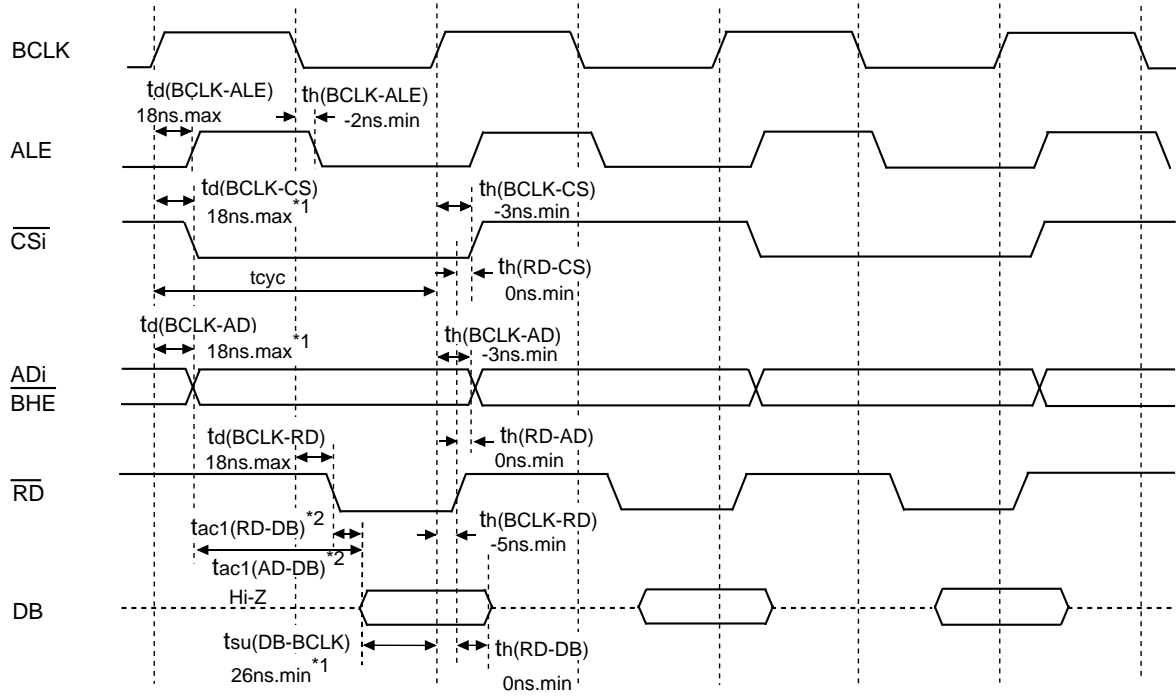 BCLK
td(BCLK-ALE)
18ns.max
th(BCLK-ALE)
-2ns.min
ALE
td(BCLK-CS)
18ns.max*1
th(BCLK-CS)
-3ns.min
CSi
th(RD-CS)
0ns.min
tcyc
td(BCLK-AD)
18ns.max*1
th(BCLK-AD)
-3ns.min
ADi
BHE
td(BCLK-RD)
18ns.max
th(RD-AD)
0ns.min
RD
tac1(RD-DB)*2
th(BCLK-RD)
-5ns.min
tac1(AD-DB)*2
Hi-Z
DB
tsu(DB-BCLK)
26ns.min*1
th(RD-DB)
0ns.min